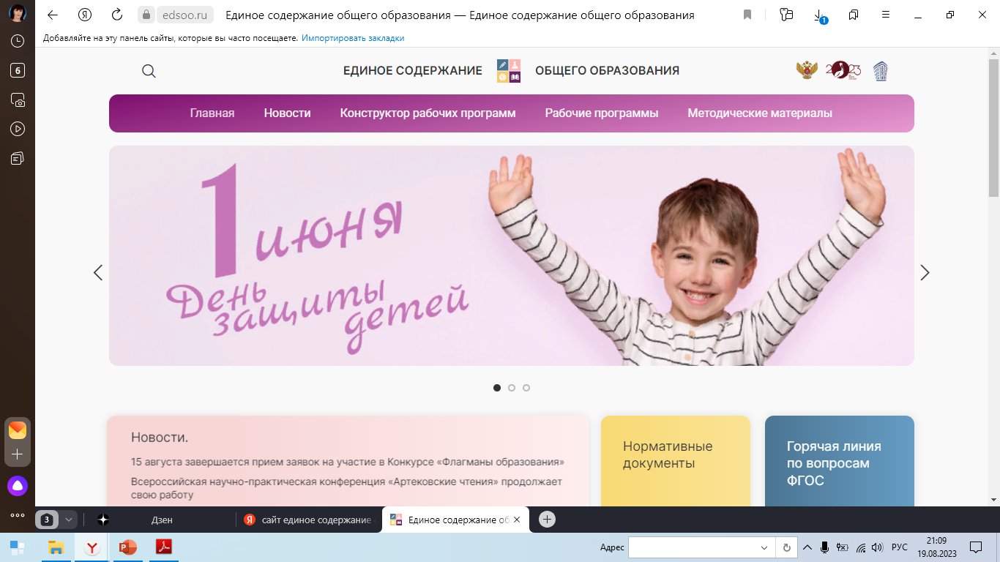 edsoo.ru
Единое содержание общего образования — Единое содержание общего образования
1
Добавляйте на эту панель сайты, которые вы часто посещаете. Импортировать закладки
6
ЕДИНОЕ СОДЕРЖАНИЕ ОБЩЕГО ОБРАЗОВАНИЯ
Главная Новости Конструктор рабочих программ Рабочие программы Методические материалы
1 июня
День
защиты
детей
Новости.
15 августа завершается прием заявок на участие в Конкурсе «Флагманы образования»
Всероссийская научно-практическая конференция «Артековские чтения» продолжает
свою работу
Нормативные
документы
Горячая линия
по вопросам
ФГОС
3 Дзен сайт единое содержание Единое содержание об
Адрес РУС 21:09
19.08.2023